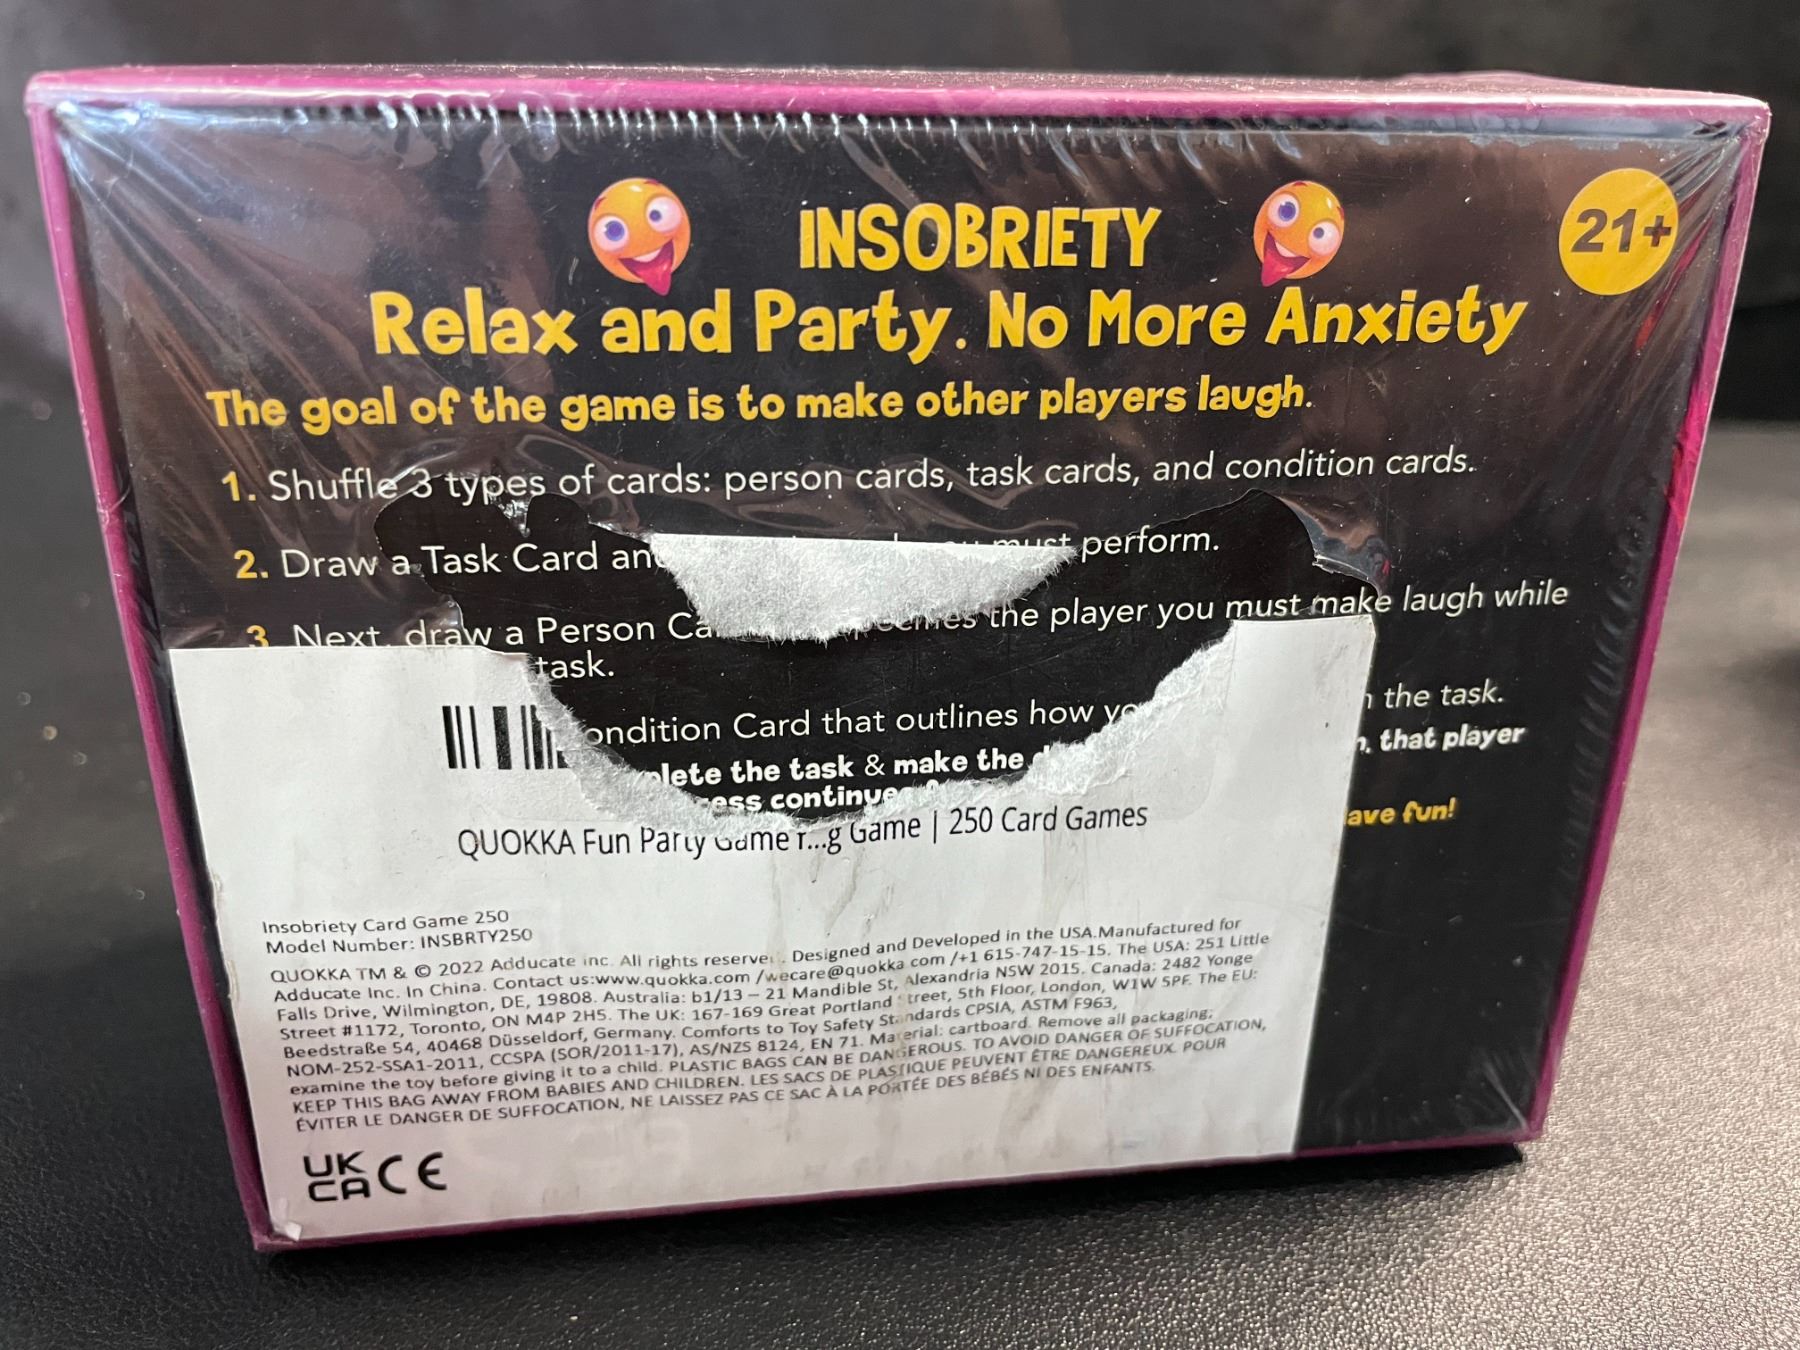 INSOBRIETY
21+
Relax and Party. No More Anxiety
The goal of the game is to make other players laugh.
1. Shuffle 3 types of cards: person cards, task cards, and condition cards.
2. Draw a Task Card an must perform.
3 Next, draw a Person Ca the player you must make laugh while
task.
ondition Card that outlines how yo the task.
plete the task & make the that player
ess continue ave fun!
QUOKKA Fun Party Game f...g Game | 250 Card Games
Insobriety Card Game 250
Model Number: INSBRTY250
QUOKKA TM & © 2022 Adducate inc. All rights reserve. Designed and Developed in the USA.Manufactured for
Adducate Inc. In China. Contact us:www.quokka.com /wecare@quokka com /+1 615-747-15-15. The USA: 251 Little
Falls Drive, Wilmington, DE, 19808. Australia: b1/13 – 21 Mandible St, Alexandria NSW 2015. Canada: 2482 Yonge
Street #1172, Toronto, ON M4P 2H5. The UK: 167-169 Great Portland treet, 5th Floor, London, W1W 5PF. The EU:
Beedstraße 54, 40468 Düsseldorf, Germany. Comforts to Toy Safety Standards CPSIA, ASTM F963,
NOM-252-SSA1-2011, CCSPA (SOR/2011-17), AS/NZS 8124, EN 71. Material: cartboard. Remove all packaging;
examine the toy before giving it to a child. PLASTIC BAGS CAN BE DANGEROUS. TO AVOID DANGER OF SUFFOCATION,
KEEP THIS BAG AWAY FROM BABIES AND CHILDREN. LES SACS DE PLASTIQUE PEUVENT ÊTRE DANGEREUX. POUR
ÉVITER LE DANGER DE SUFFOCATION, NE LAISSEZ PAS CE SAC À LA PORTÉE DES BÉBÉS NI DES ENFANTS.
UK
CA CE